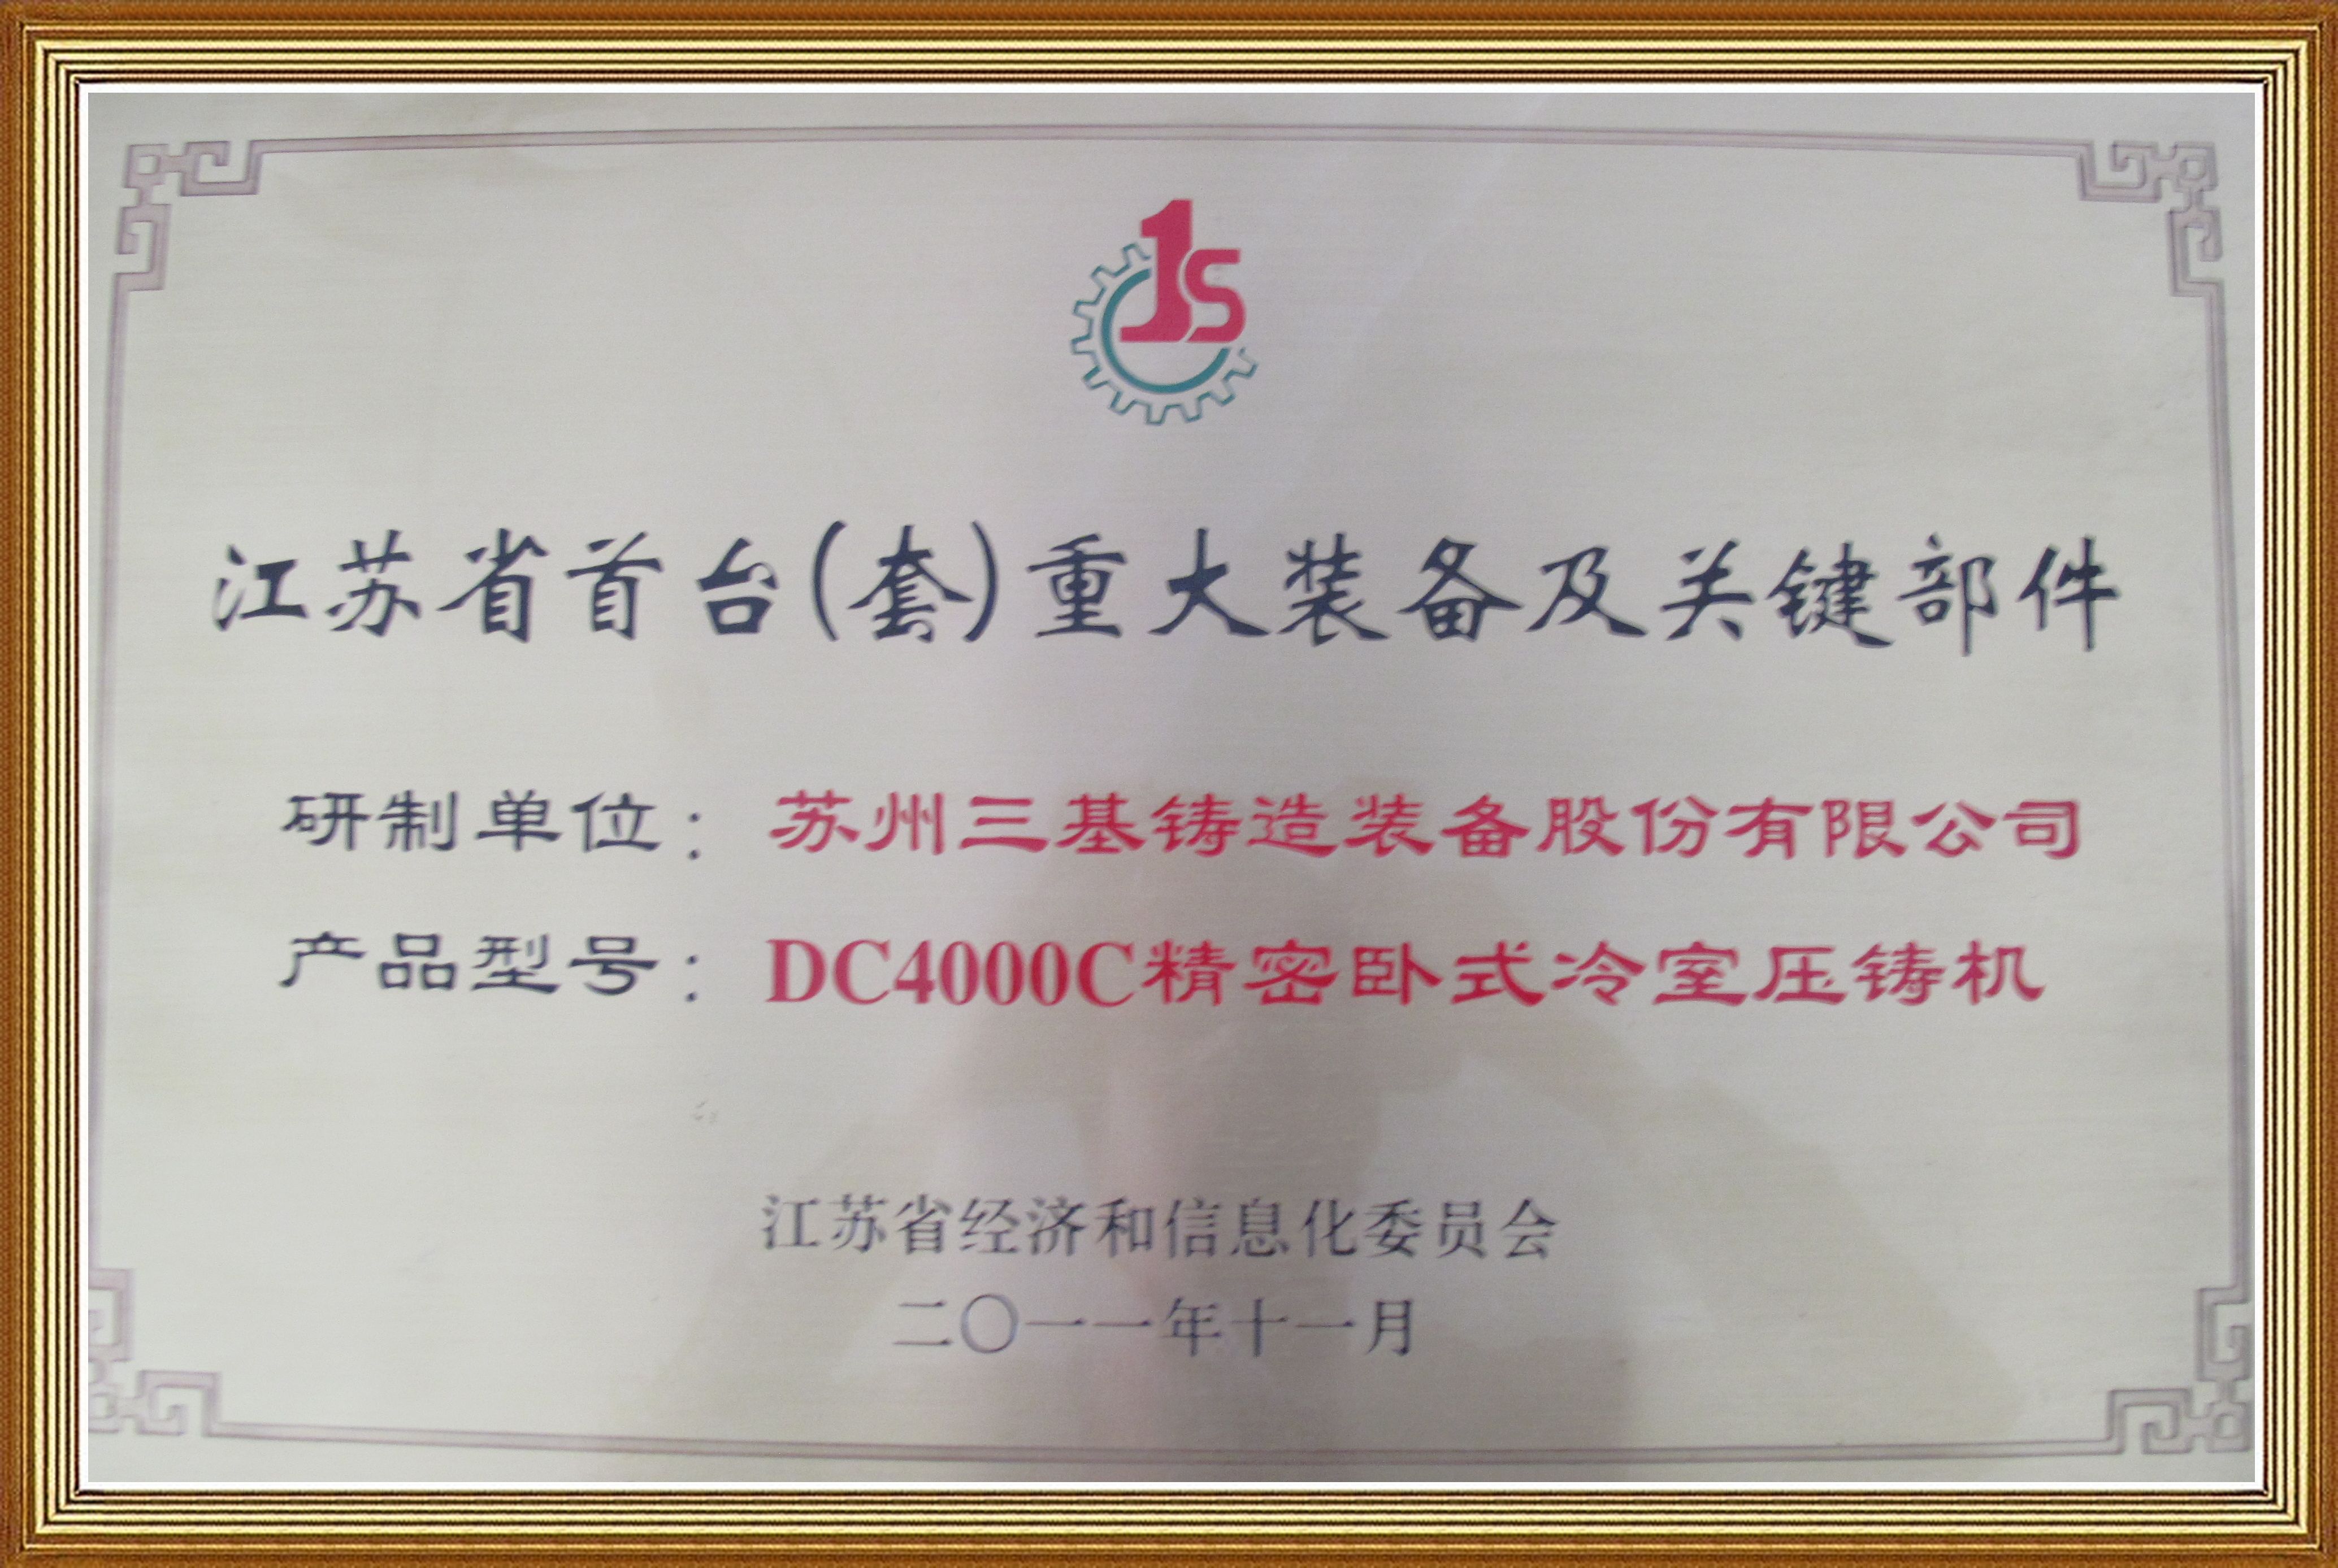 1S
江苏省首台(套)重大装备及关键部件
研制单位：苏州三基铸造装备股份有限公司
产品型号：DC4000C精密卧式冷室压铸机
江苏省经济和信息化委员会
二〇一一年十一月